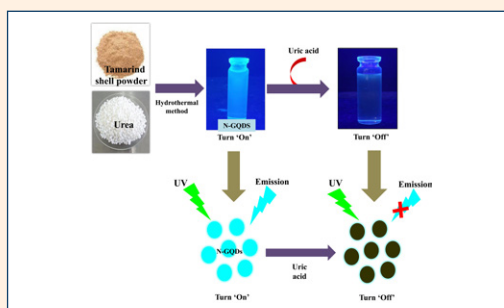 Tamarind
shell powder
Urea
Hydrothermal
method
N-GQDS
Turn 'On'
Uric acid
Turn 'Off'
UV
Emission
N-GQDs
Turn 'On'
Uric
acid
UV
Emission
Turn 'Off'